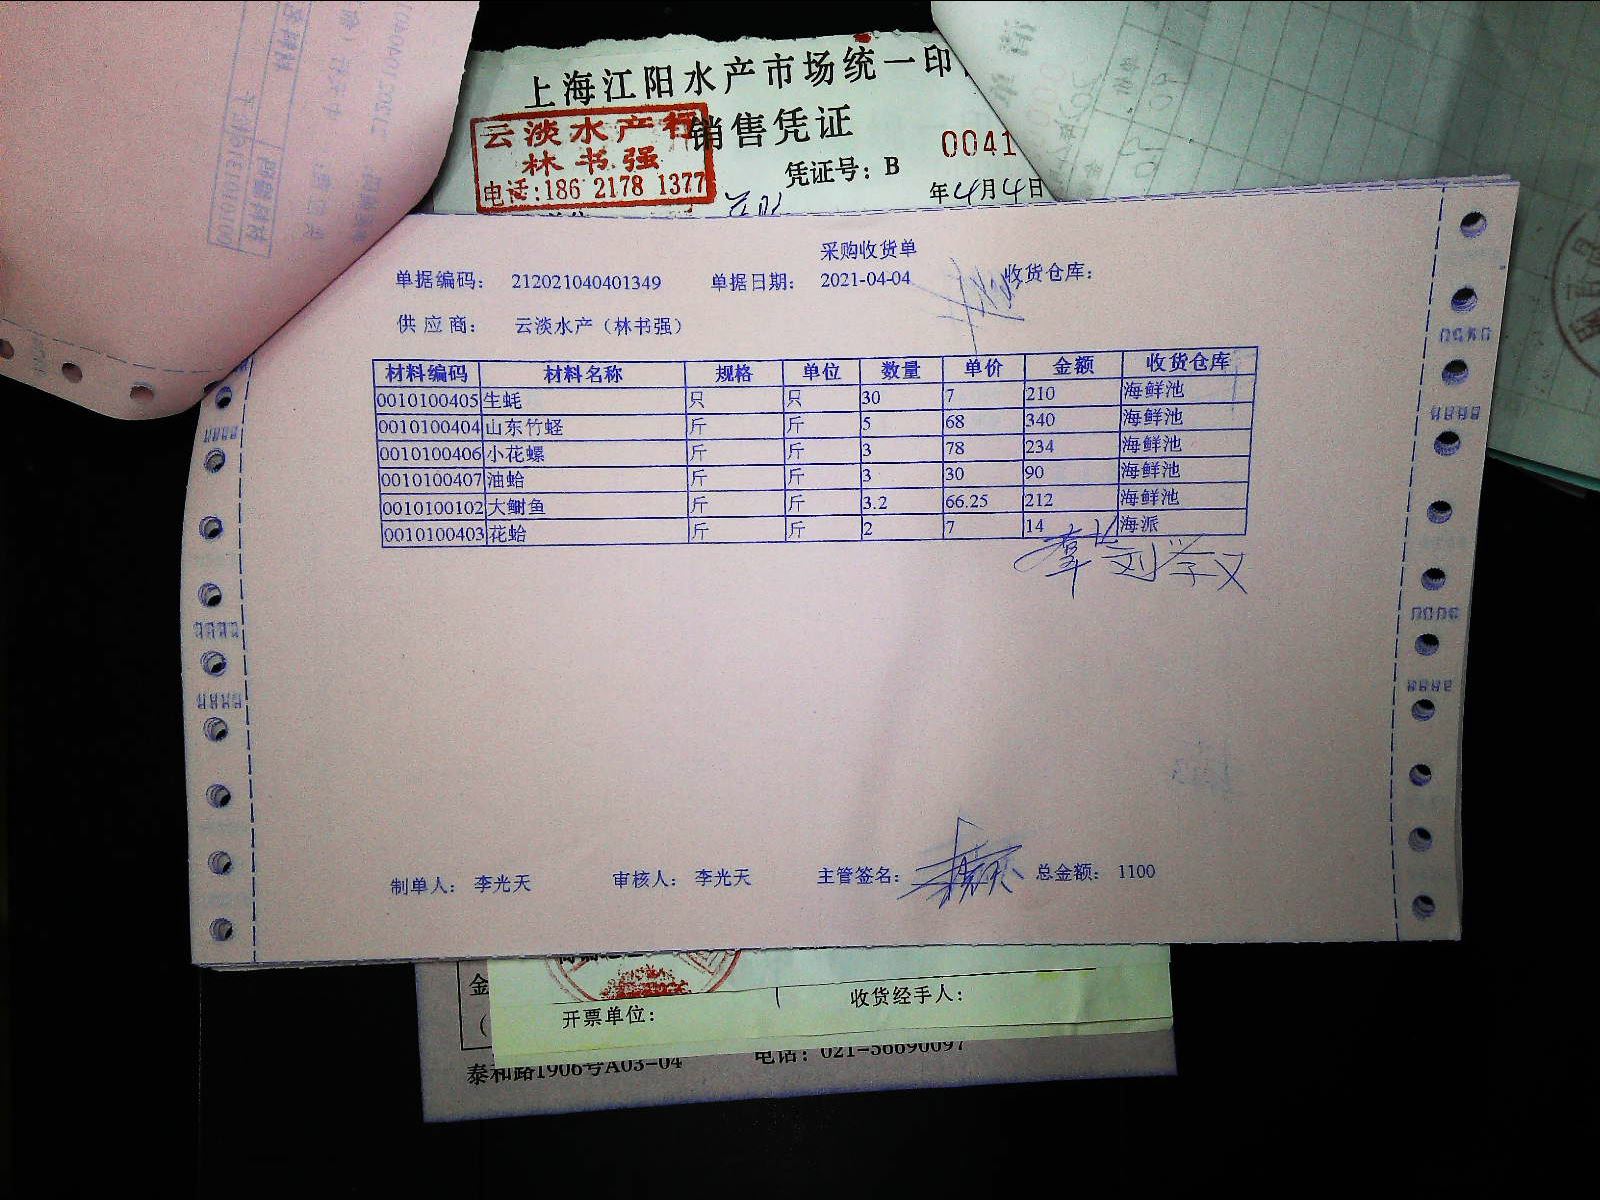 上海江阳水产市场统一印
销售凭证
云淡水产行
林书强
电话:186 2178 1377
凭证号: B 0041
年4月4日
采购收货单
单据编码: 212021040401349 单据日期: 2021-04-04 收货仓库:
供应商: 云淡水产（林书强）
材料编码 材料名称 规格 单位 数量 单价 金额 收货仓库
0010100405 生蚝 只 只 30 7 210 海鲜池
0010100404 山东竹蛏 斤 斤 5 68 340 海鲜池
0010100406 小花螺 斤 斤 3 78 234 海鲜池
0010100407 油蛤 斤 斤 3 30 90 海鲜池
0010100102 大鲥鱼 斤 斤 3.2 66.25 212 海鲜池
0010100403 花蛤 斤 斤 2 7 14 海派
制单人: 李光天 审核人: 李光天 主管签名: 总金额: 1100
金
开票单位: 收货经手人:
泰和路1906号A03-04 电话: 021-56690097